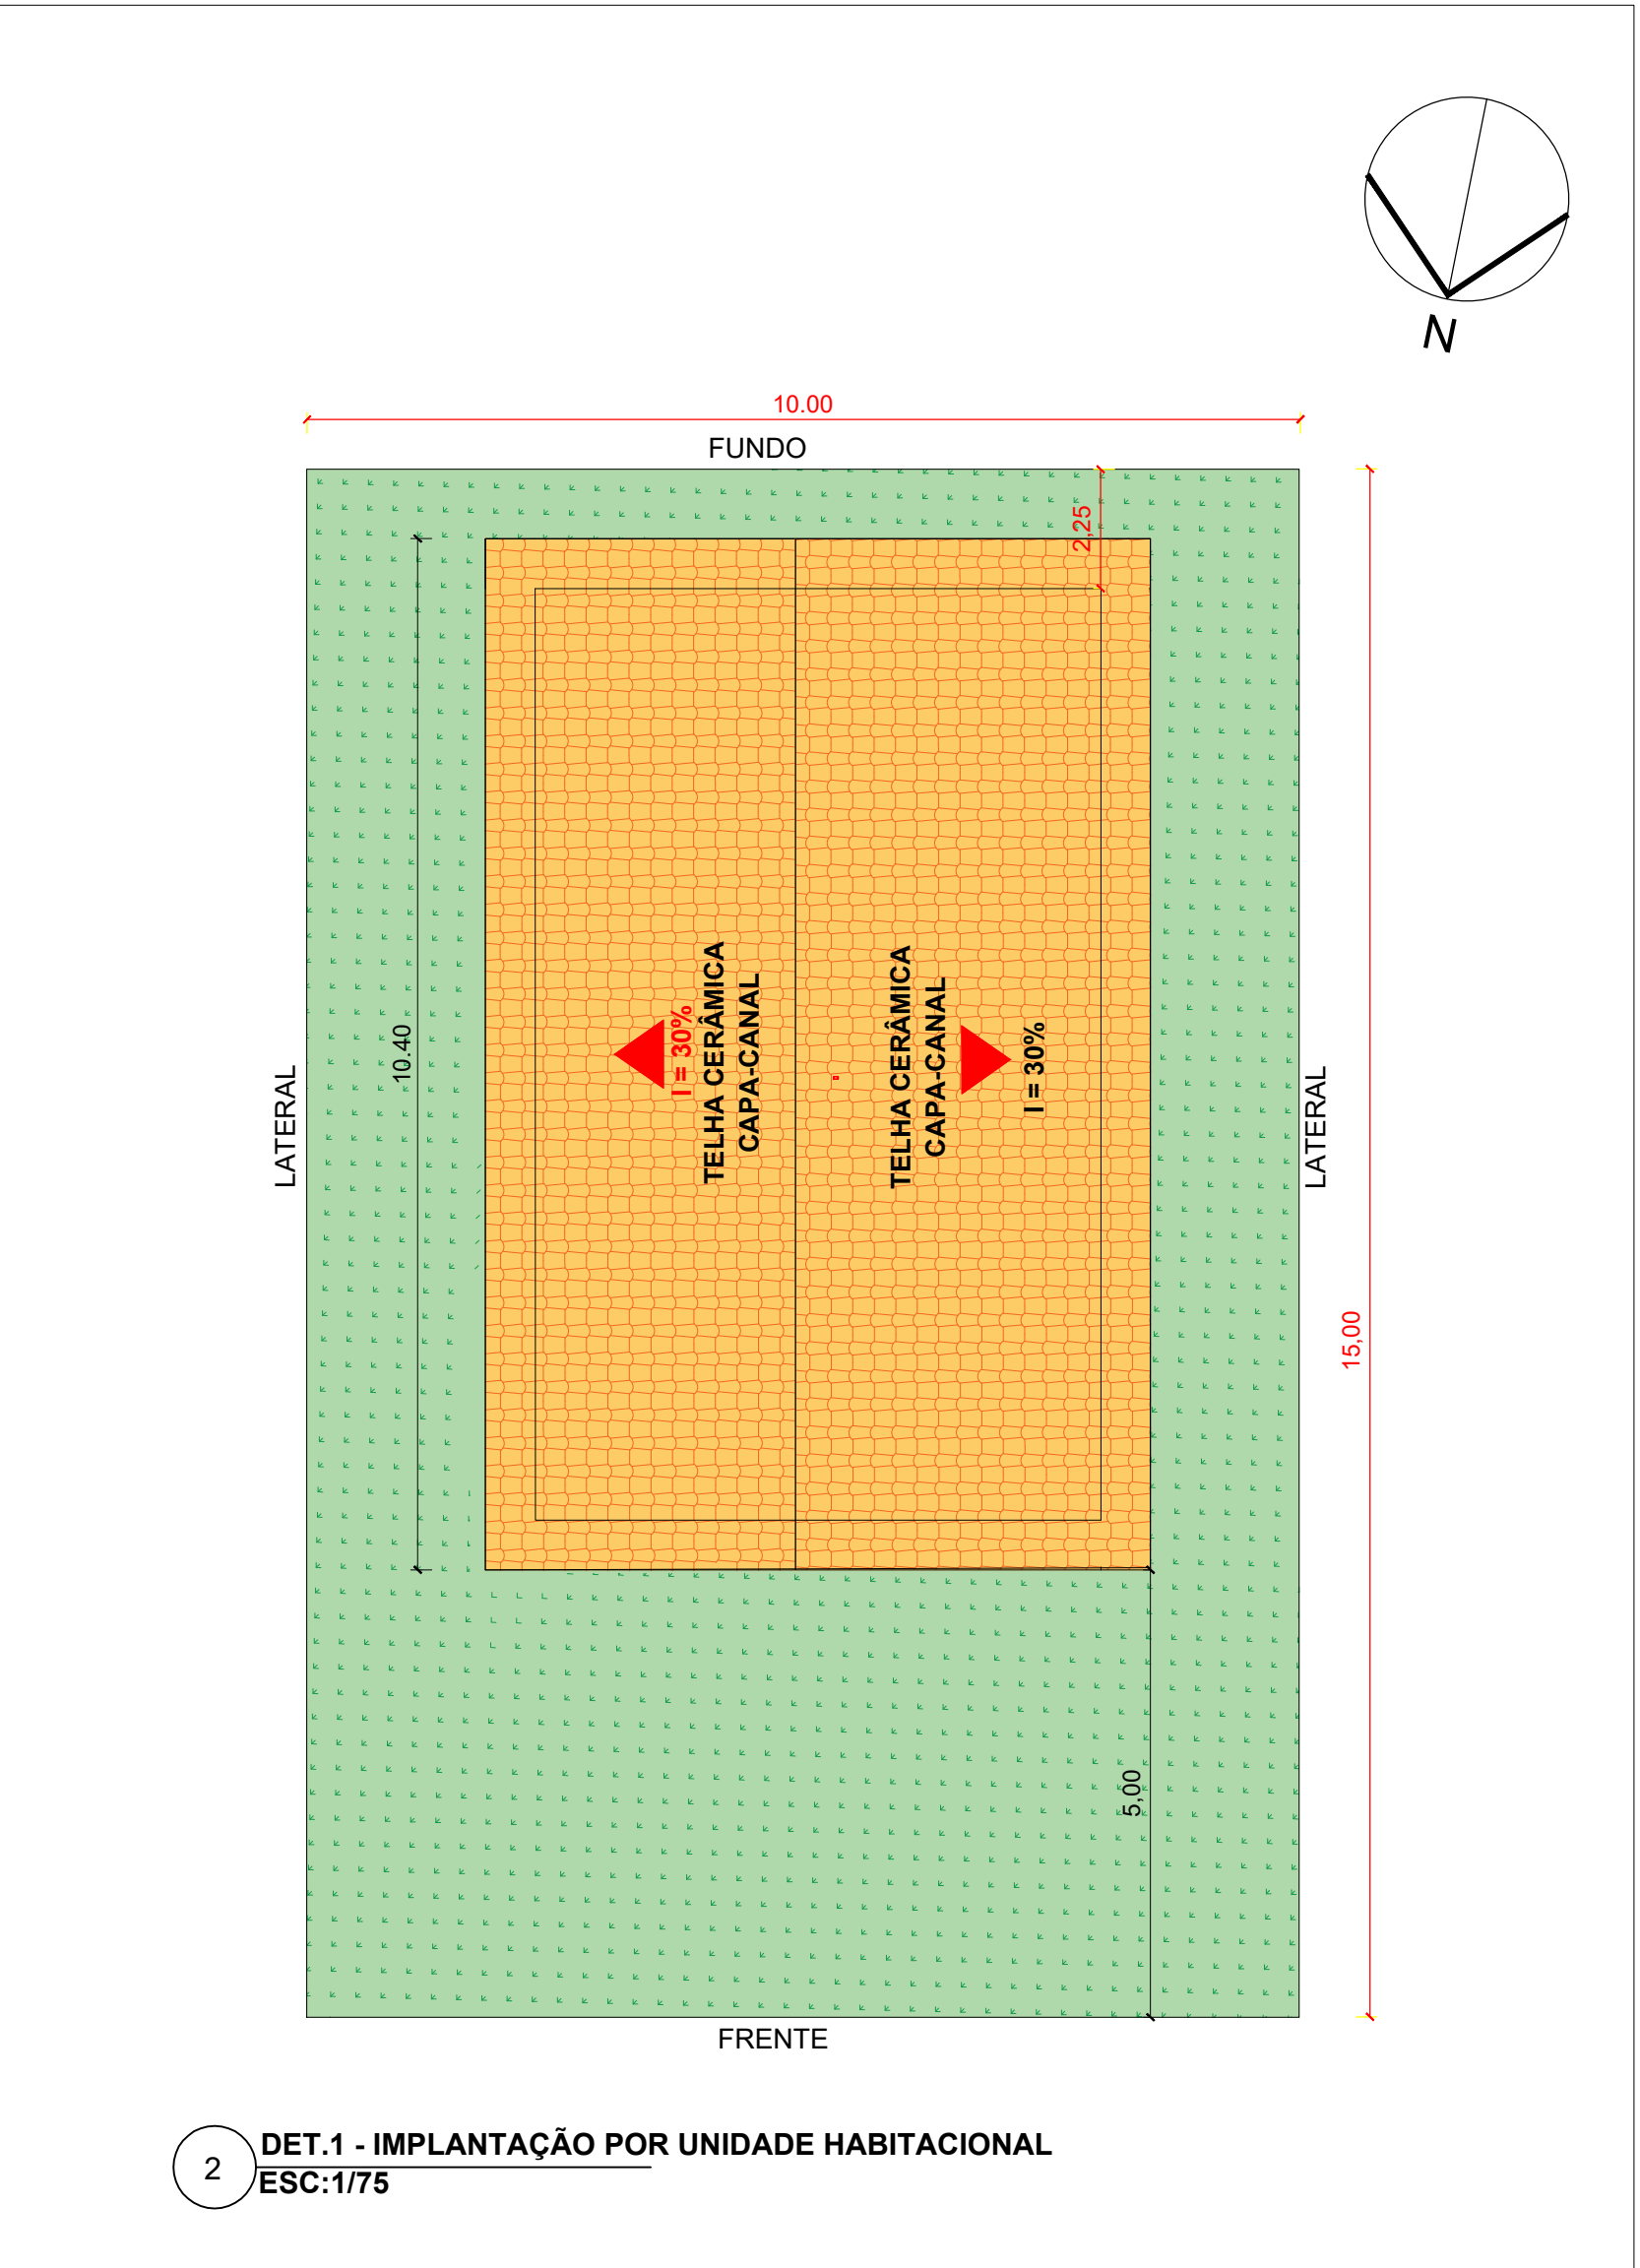 N
10.00
FUNDO
2,25
10.40
LATERAL
I = 30%
TELHA CERÂMICA
CAPA-CANAL
TELHA CERÂMICA
CAPA-CANAL
I = 30%
LATERAL
15,00
5,00
FRENTE
2
DET.1 - IMPLANTAÇÃO POR UNIDADE HABITACIONAL
ESC:1/75